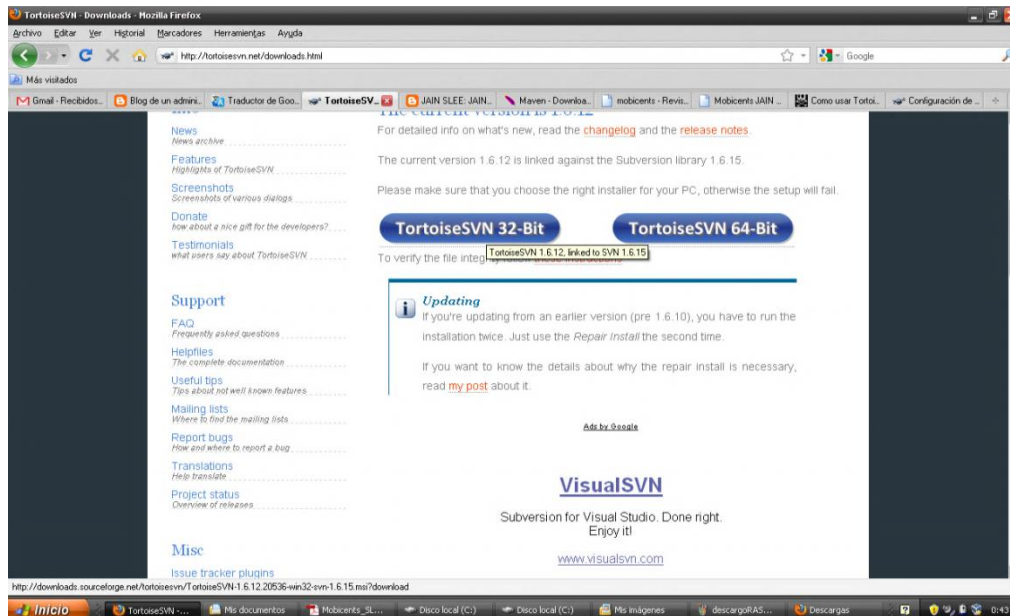 TortoiseSVN - Downloads - Mozilla Firefox
Archivo Editar Ver Historial Marcadores Herramientas Ayuda
http://tortoisesvn.net/downloads.html
Google
Más visitados
Gmail - Recibidos... Blog de un admini... Traductor de Goo... TortoiseSV... JAIN SLEE: JAIN... Maven - Downloa... mobicents - Revis... Mobicents JAIN ... Como usar Tortoi... Configuración de ...
The current version is 1.6.12
News
News archive
Features
Highlights of TortoiseSVN
Screenshots
Screenshots of various dialogs
Donate
how about a nice gift for the developers?
Testimonials
what users say about TortoiseSVN
Support
FAQ
Frequently asked questions
Helpfiles
The complete documentation
Useful tips
Tips about not well known features
Mailing lists
Where to find the mailing lists
Report bugs
How and where to report a bug
Translations
Help translate
Project status
Overview of releases
Misc
Issue tracker plugins
For detailed info on what's new, read the changelog and the release notes.
The current version 1.6.12 is linked against the Subversion library 1.6.15.
Please make sure that you choose the right installer for your PC, otherwise the setup will fail.
TortoiseSVN 32-Bit
TortoiseSVN 64-Bit
TortoiseSVN 1.6.12, linked to SVN 1.6.15
To verify the file integ
Updating
If you're updating from an earlier version (pre 1.6.10), you have to run the
installation twice. Just use the Repair Install the second time.
If you want to know the details about why the repair install is necessary,
read my post about it.
Ads by Google
VisualSVN
Subversion for Visual Studio. Done right.
Enjoy it!
www.visualsvn.com
http://downloads.sourceforge.net/tortoisesvn/TortoiseSVN-1.6.12.20536-win32-svn-1.6.15.msi?download
Inicio TortoiseSVN -... Mis documentos Mobicents_SL... Disco local (C:) Disco local (C:) Mis imágenes descargoRAS... Descargas 0:43